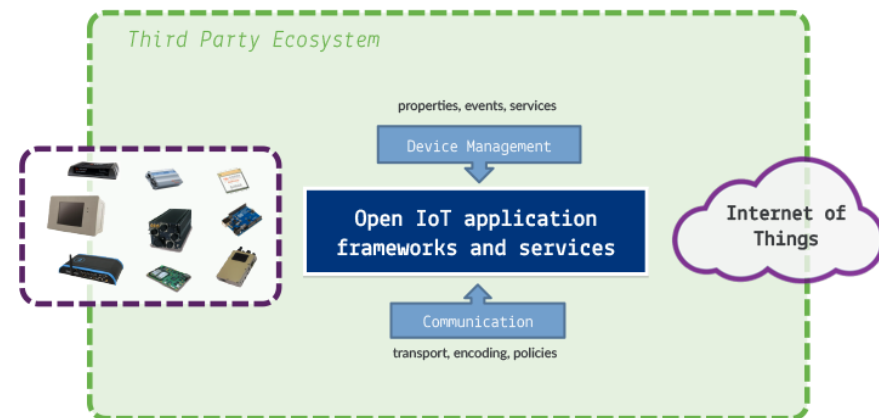 Third Party Ecosystem
properties, events, services
Device Management
Open IoT application
frameworks and services
Internet of
Things
Communication
transport, encoding, policies